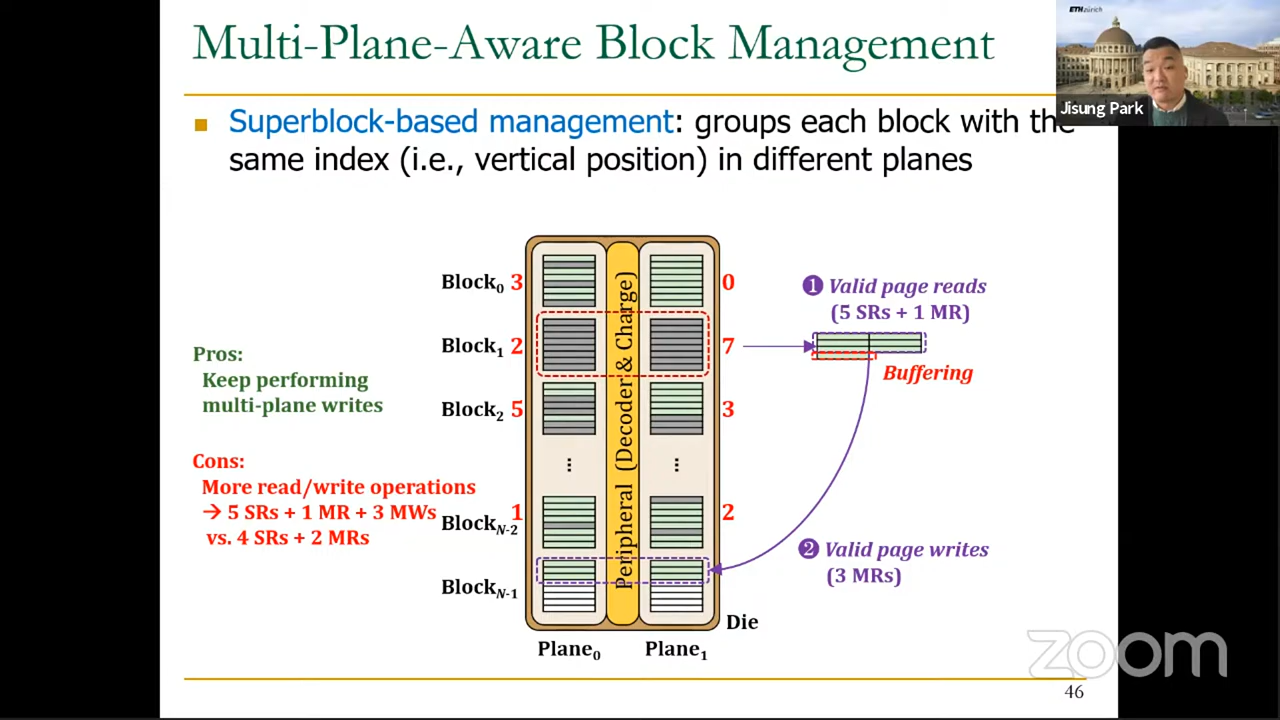 Multi-Plane-Aware Block Management
ETH zürich
Jisung Park
Superblock-based management: groups each block with the
same index (i.e., vertical position) in different planes
Block0 3
0
Block1 2
7
Block2 5
3
⋮
⋮
BlockN-2 1
2
BlockN-1
Peripheral (Decoder & Charge)
Die
Plane0
Plane1
Pros:
Keep performing
multi-plane writes
Cons:
More read/write operations
→ 5 SRs + 1 MR + 3 MWs
vs. 4 SRs + 2 MRs
❶ Valid page reads
(5 SRs + 1 MR)
Buffering
❷ Valid page writes
(3 MRs)
zoom
46